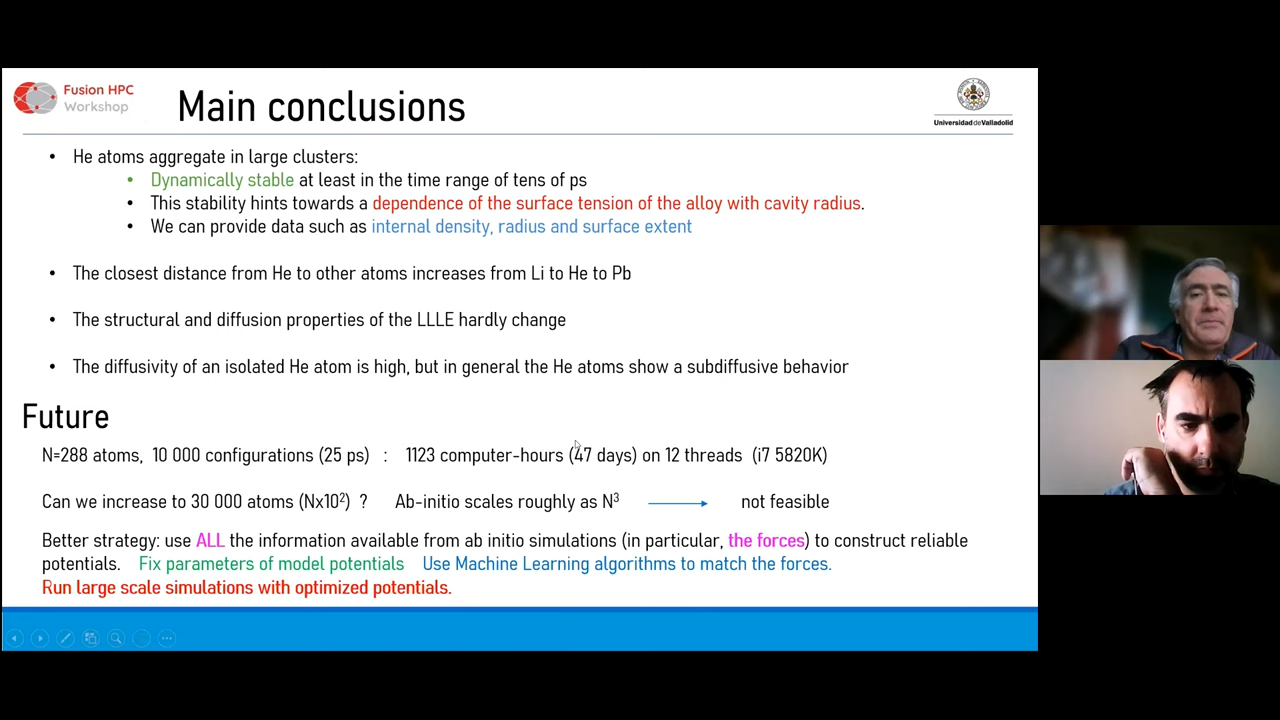 Fusion HPC
Workshop
Main conclusions
Universidad de Valladolid
• He atoms aggregate in large clusters:
• Dynamically stable at least in the time range of tens of ps
• This stability hints towards a dependence of the surface tension of the alloy with cavity radius.
• We can provide data such as internal density, radius and surface extent
• The closest distance from He to other atoms increases from Li to He to Pb
• The structural and diffusion properties of the LLLE hardly change
• The diffusivity of an isolated He atom is high, but in general the He atoms show a subdiffusive behavior
Future
N=288 atoms, 10 000 configurations (25 ps) : 1123 computer-hours (47 days) on 12 threads (i7 5820K)
Can we increase to 30 000 atoms (Nx10²) ? Ab-initio scales roughly as N³ → not feasible
Better strategy: use ALL the information available from ab initio simulations (in particular, the forces) to construct reliable
potentials. Fix parameters of model potentials Use Machine Learning algorithms to match the forces.
Run large scale simulations with optimized potentials.